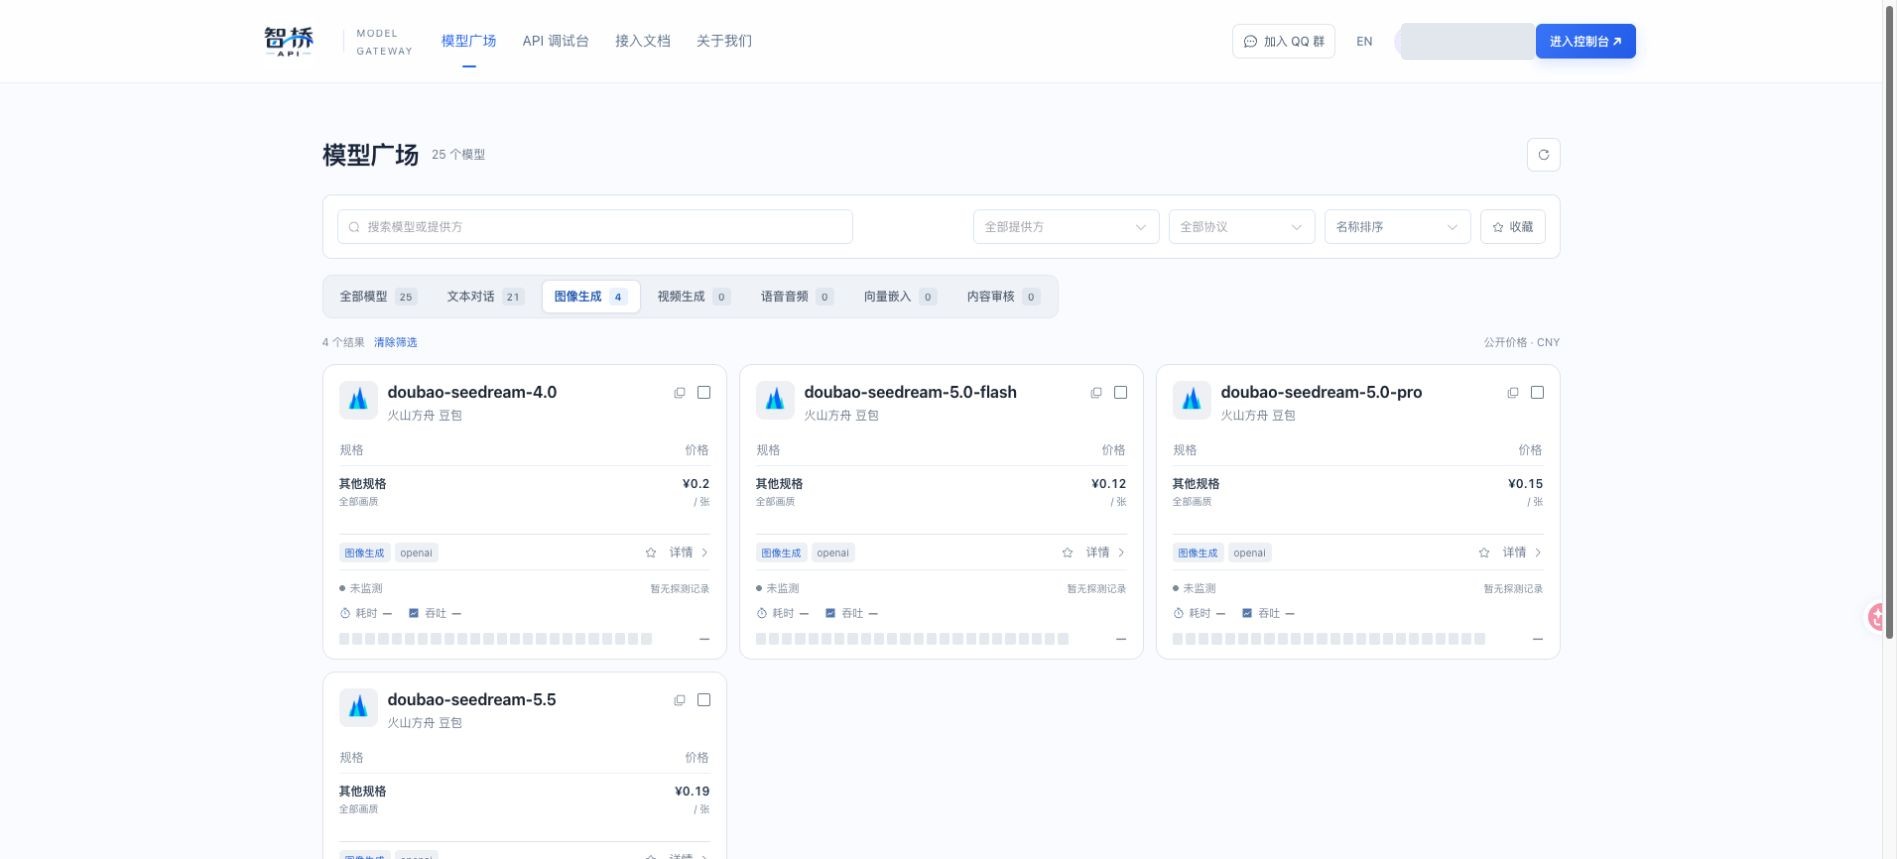 智桥
API
MODEL
GATEWAY
模型广场
API 调试台
接入文档
关于我们
加入 QQ 群
EN
进入控制台
模型广场
25 个模型
搜索模型或提供方
全部提供方
全部协议
名称排序
收藏
全部模型 25
文本对话 21
图像生成 4
视频生成 0
语音音频 0
向量嵌入 0
内容审核 0
4 个结果 清除筛选
公开价格 · CNY
doubao-seedream-4.0
火山方舟 豆包
规格 价格
其他规格 ¥0.2
全部画质 / 张
图像生成 openai 详情
未监测 暂无探测记录
耗时 — 吞吐 —
—
doubao-seedream-5.0-flash
火山方舟 豆包
规格 价格
其他规格 ¥0.12
全部画质 / 张
图像生成 openai 详情
未监测 暂无探测记录
耗时 — 吞吐 —
—
doubao-seedream-5.0-pro
火山方舟 豆包
规格 价格
其他规格 ¥0.15
全部画质 / 张
图像生成 openai 详情
未监测 暂无探测记录
耗时 — 吞吐 —
—
doubao-seedream-5.5
火山方舟 豆包
规格 价格
其他规格 ¥0.19
全部画质 / 张
图像生成 openai 详情